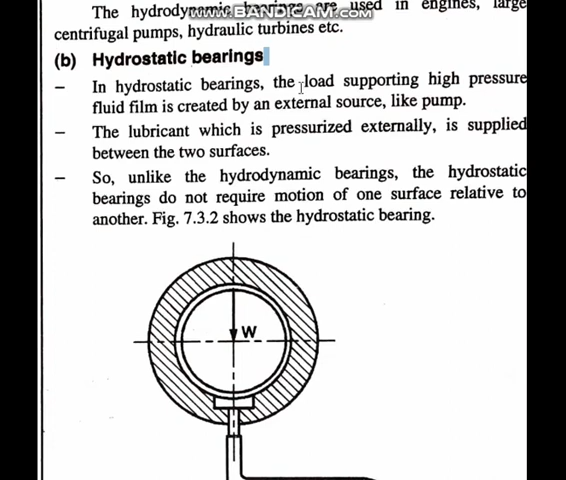 The hydrodynamic bearings are used in engines, large
WWW.BANDICAM.COM
centrifugal pumps, hydraulic turbines etc.
(b) Hydrostatic bearings
– In hydrostatic bearings, the load supporting high pressure
fluid film is created by an external source, like pump.
– The lubricant which is pressurized externally, is supplied
between the two surfaces.
– So, unlike the hydrodynamic bearings, the hydrostatic
bearings do not require motion of one surface relative to
another. Fig. 7.3.2 shows the hydrostatic bearing.
W